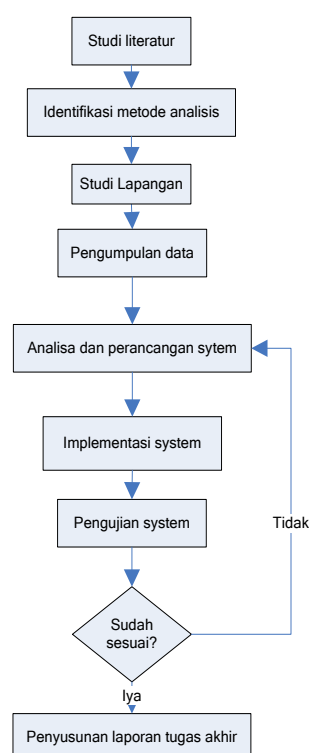 Studi literatur
Identifikasi metode analisis
Studi Lapangan
Pengumpulan data
Analisa dan perancangan sytem
Implementasi system
Pengujian system
Tidak
Sudah
sesuai?
Iya
Penyusunan laporan tugas akhir